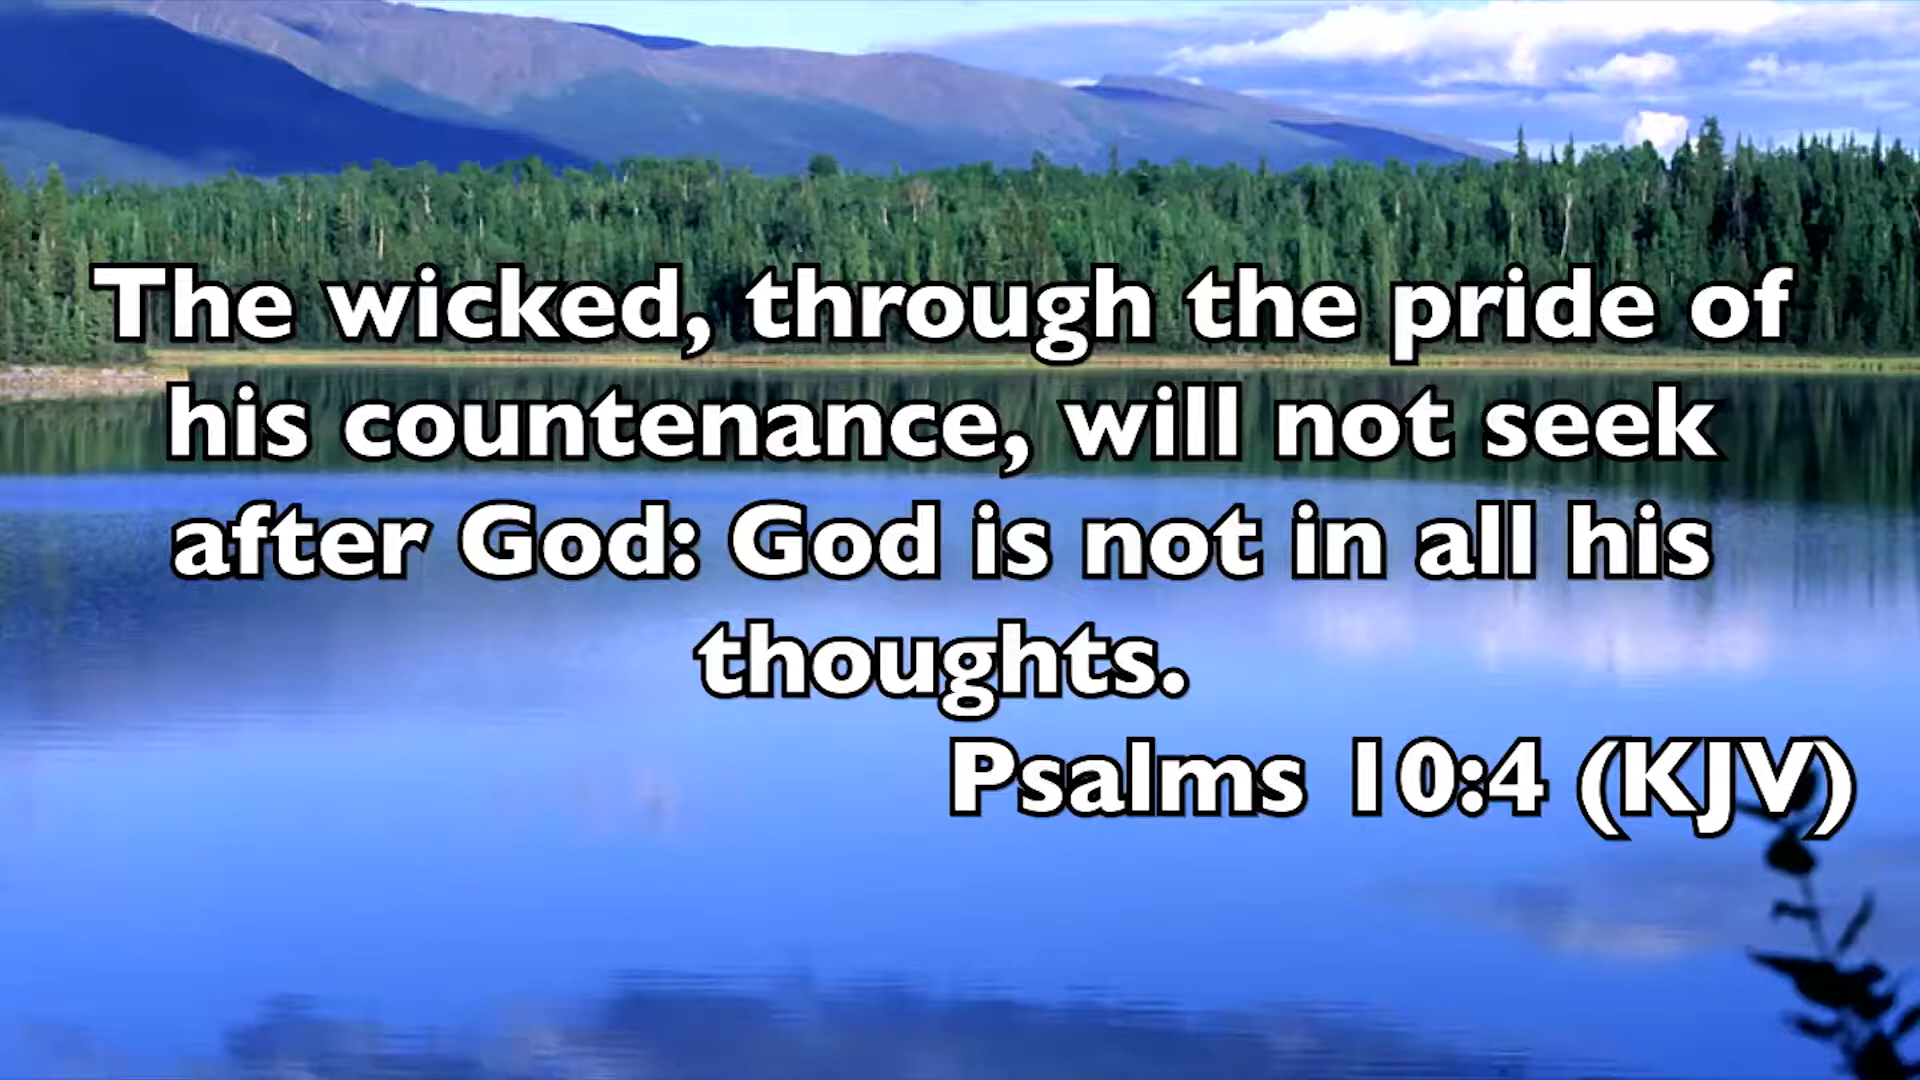 The wicked, through the pride of
his countenance, will not seek
after God: God is not in all his
thoughts.
Psalms 10:4 (KJV)